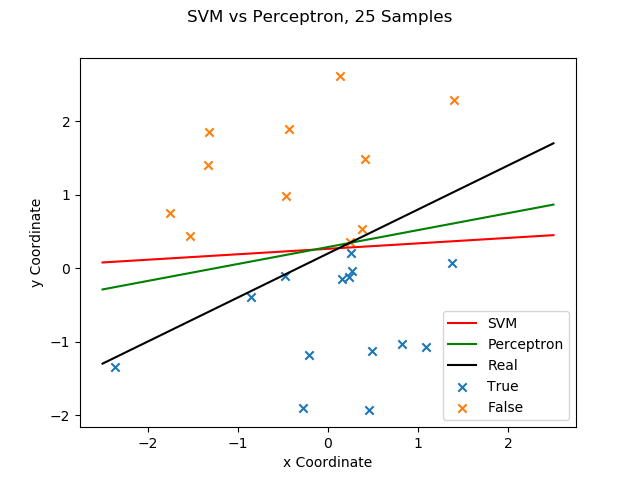 SVM vs Perceptron, 25 Samples
y Coordinate
2
1
0
−1
−2
−2
−1
0
1
2
x Coordinate
SVM
Perceptron
Real
True
False